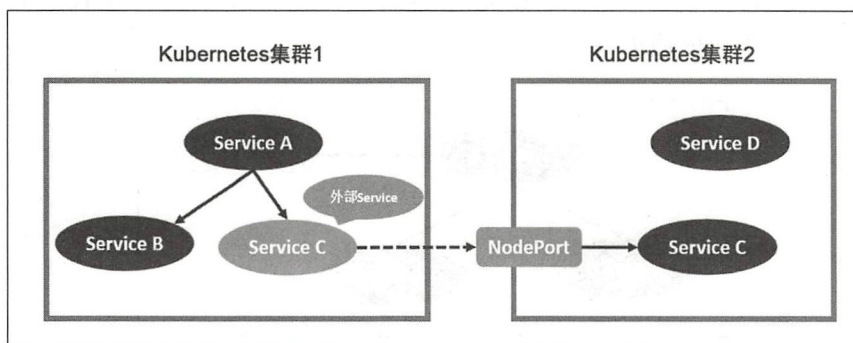 Kubernetes集群1
Kubernetes集群2
Service A
Service D
外部Service
Service B
Service C
NodePort
Service C